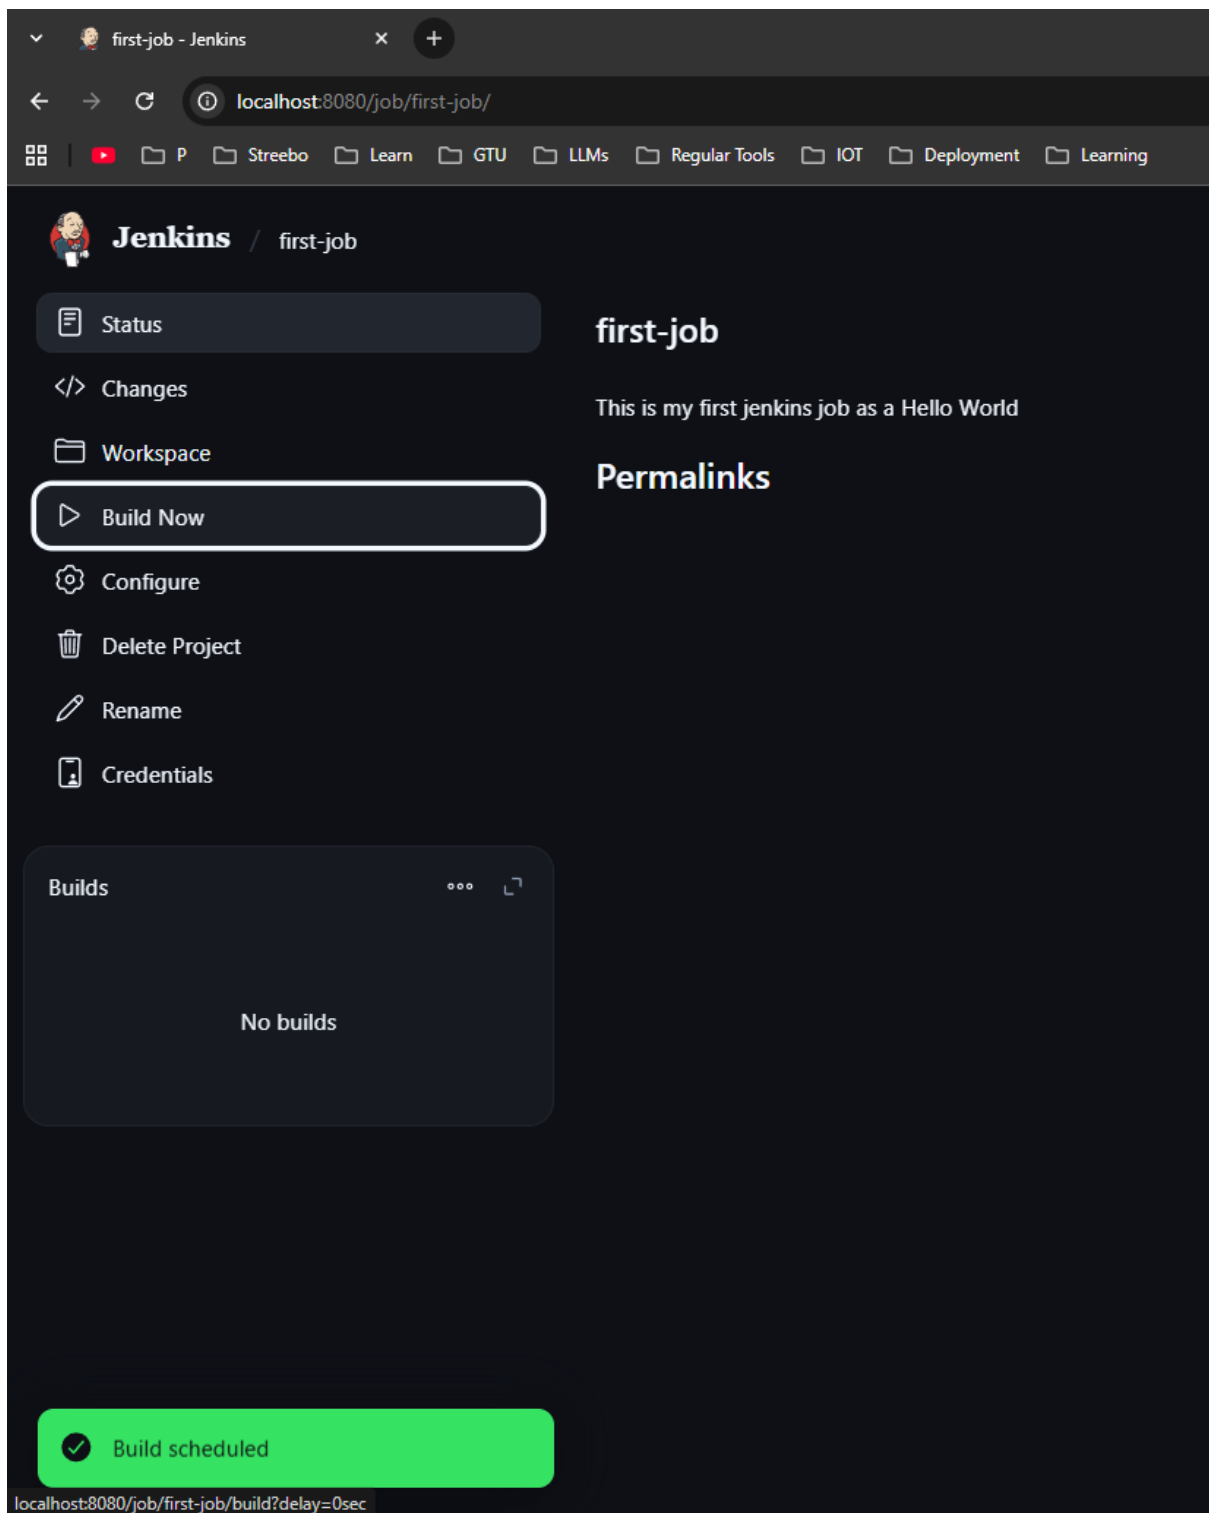 first-job - Jenkins
localhost:8080/job/first-job/
P Streebo Learn GTU LLMs Regular Tools IOT Deployment Learning
Jenkins / first-job
Status
Changes
Workspace
Build Now
Configure
Delete Project
Rename
Credentials
first-job
This is my first jenkins job as a Hello World
Permalinks
Builds
No builds
Build scheduled
localhost:8080/job/first-job/build?delay=0sec